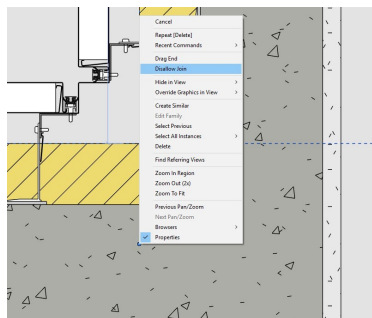 Cancel
Repeat [Delete]
Recent Commands
Drag End
Disallow Join
Hide in View
Override Graphics in View
Create Similar
Edit Family
Select Previous
Select All Instances
Delete
Find Referring Views
Zoom In Region
Zoom Out (2x)
Zoom To Fit
Previous Pan/Zoom
Next Pan/Zoom
Browsers
Properties